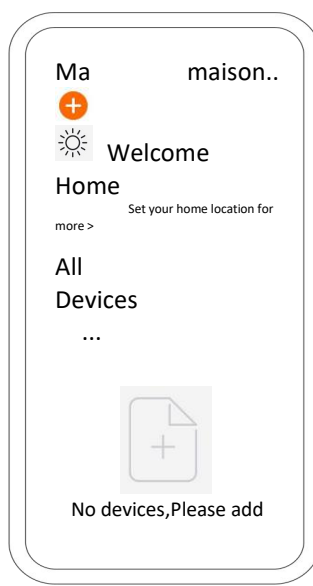 Ma maison..
Welcome
Home
Set your home location for
more >
All
Devices
...
No devices,Please add